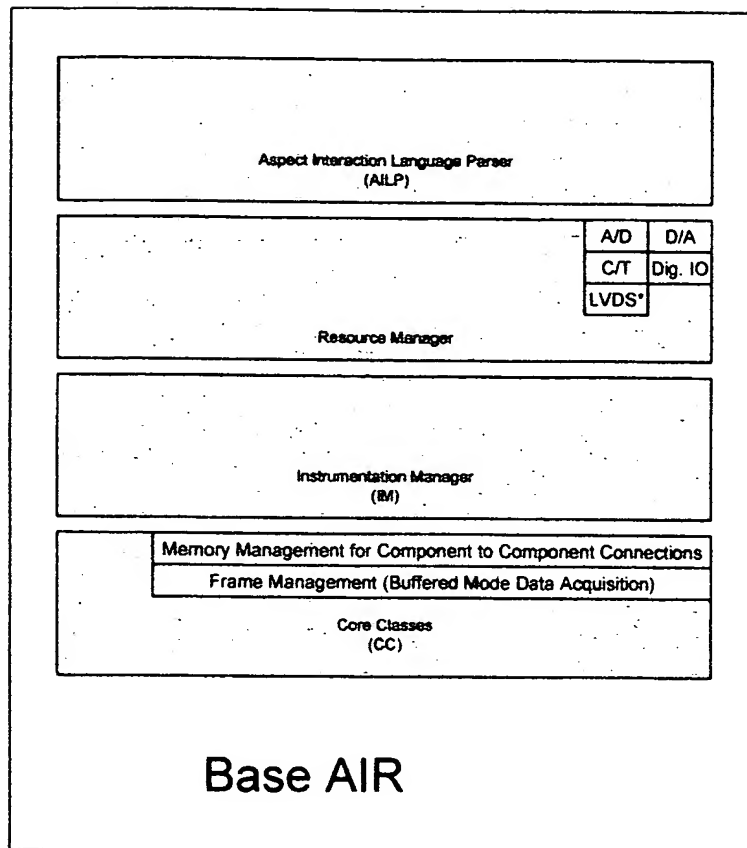 Aspect Interaction Language Parser
(AILP)
A/D D/A
C/T Dig. IO
LVDS*
Resource Manager
Instrumentation Manager
(IM)
Memory Management for Component to Component Connections
Frame Management (Buffered Mode Data Acquisition)
Core Classes
(CC)
Base AIR